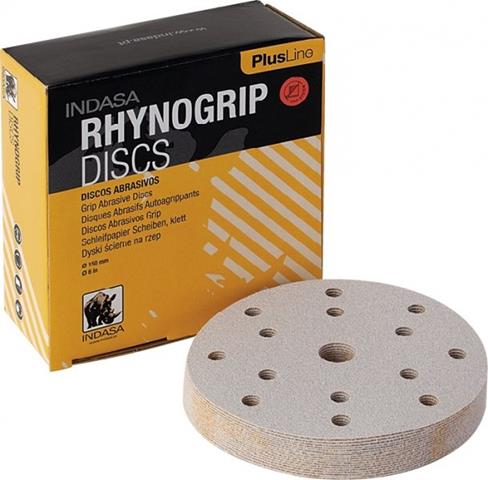 www.indasa.pt
PlusLine
INDASA
RHYNOGRIP
DISCS
DISCOS ABRASIVOS
Grip Abrasive Discs
Disques Abrasifs Autoagrippants
Discos Abrasivos Grip
Schleifpapier Scheiben, klett
Dyski ścierne na rzep
Ø 150 mm
Ø 6 in
INDASA